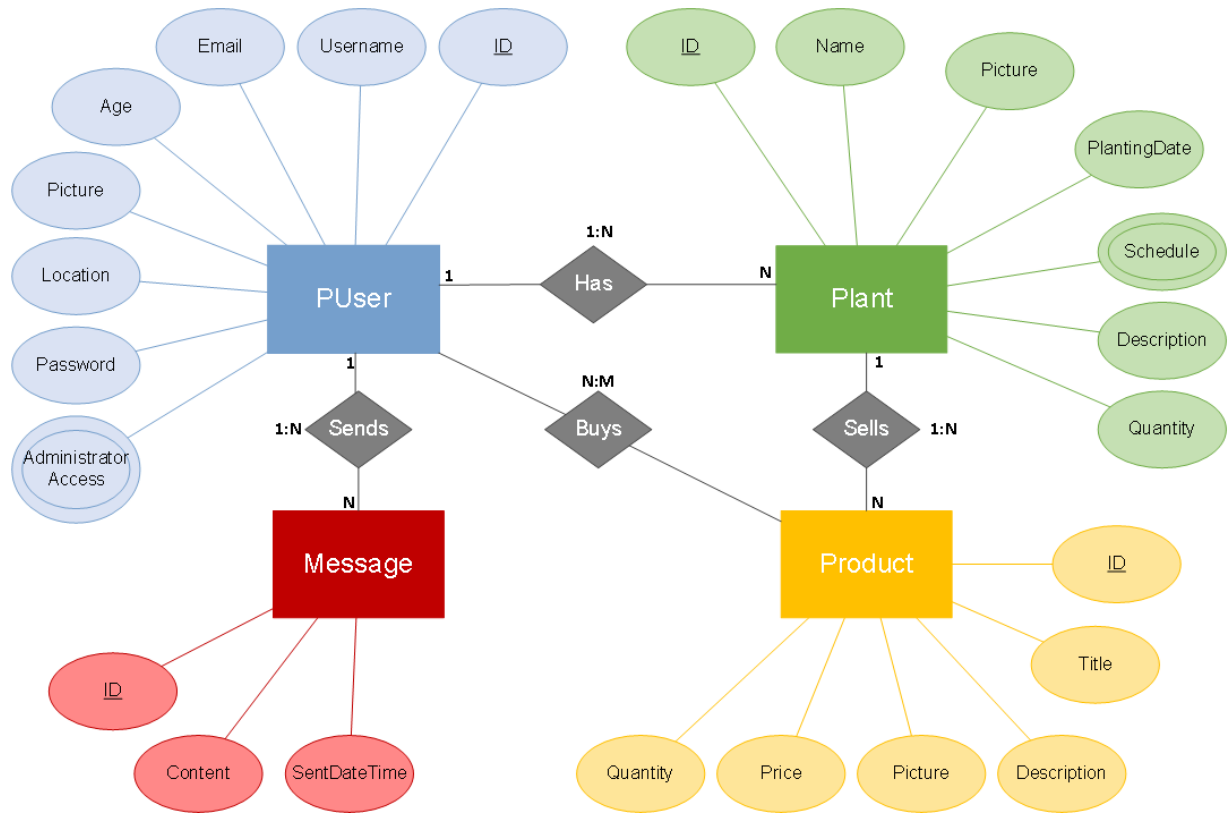 Email
Username
ID
ID
Name
Picture
Age
PlantingDate
Picture
1:N
Location
PUser
1
Has
N
Plant
Schedule
Description
Password
1
N:M
1
Administrator
Access
1:N
Sends
Buys
Sells
1:N
Quantity
N
N
Message
Product
ID
ID
Title
Content
SentDateTime
Quantity
Price
Picture
Description